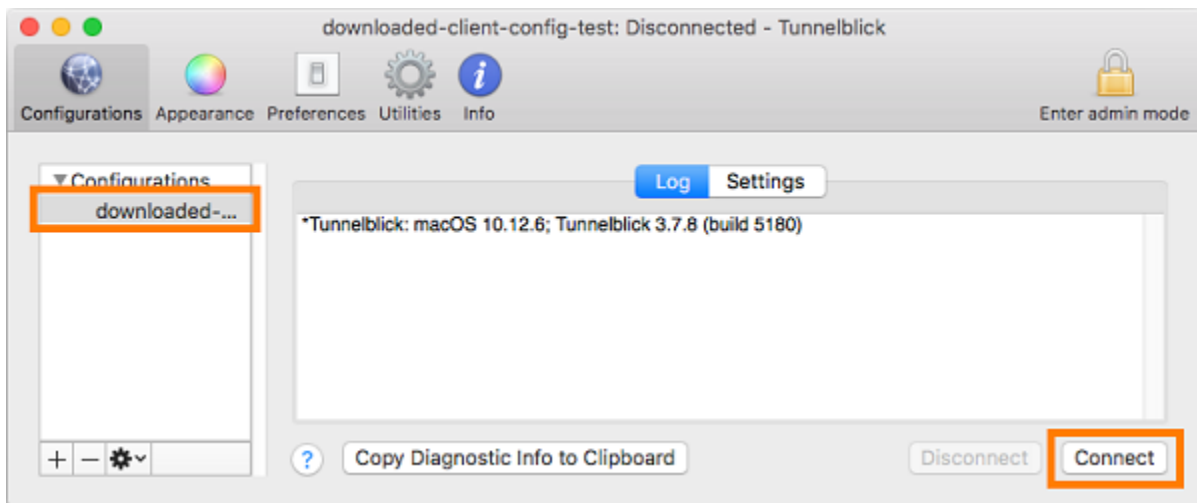 downloaded-client-config-test: Disconnected - Tunnelblick
Configurations Appearance Preferences Utilities Info Enter admin mode
Configurations
downloaded-...
Log Settings
*Tunnelblick: macOS 10.12.6; Tunnelblick 3.7.8 (build 5180)
+ − ? Copy Diagnostic Info to Clipboard Disconnect Connect